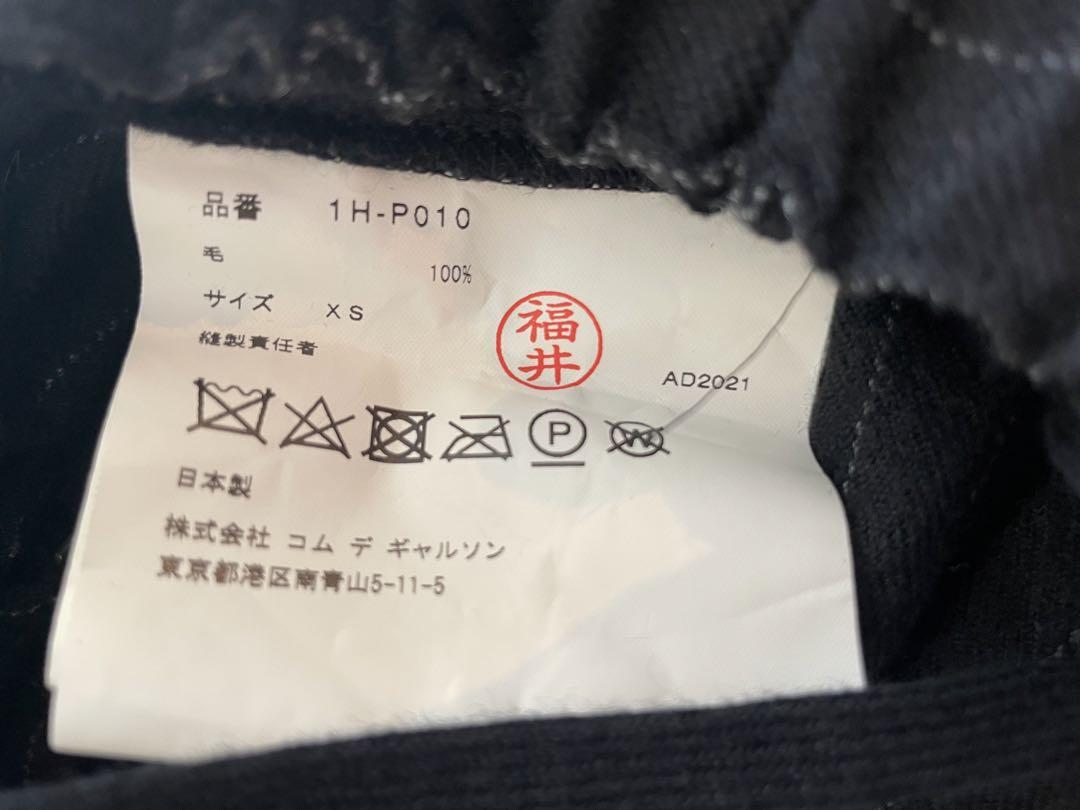 品番 1H-P010
毛 100%
サイズ XS
縫製責任者
福井
AD2021
P
W
日本製
株式会社 コム デ ギャルソン
東京都港区南青山5-11-5